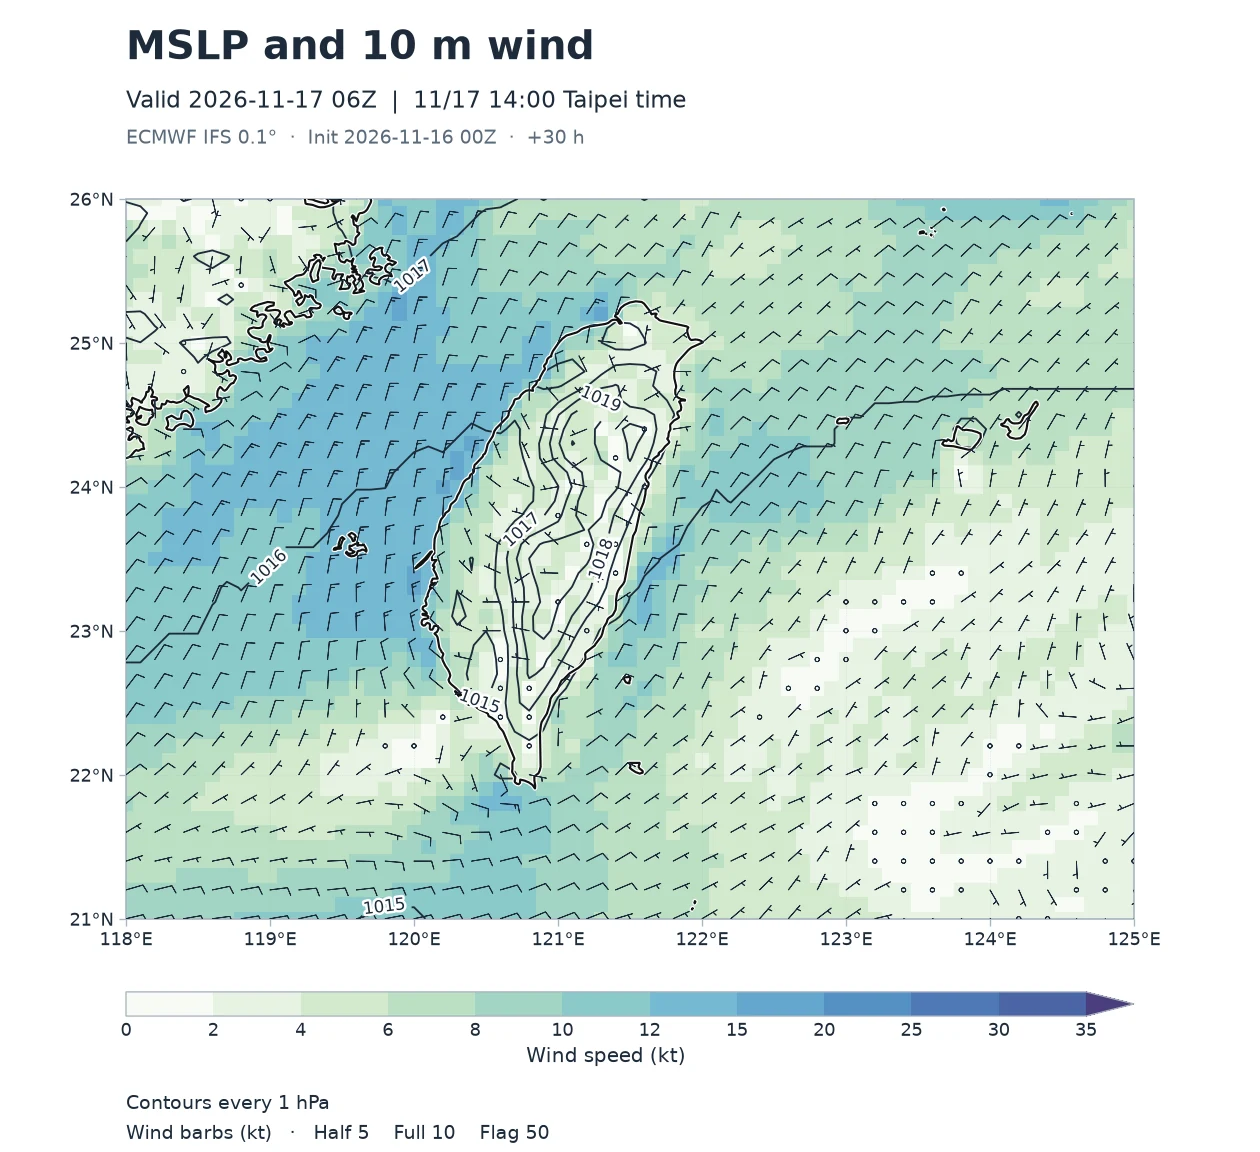 MSLP and 10 m wind
Valid 2026-11-17 06Z | 11/17 14:00 Taipei time
ECMWF IFS 0.1° · Init 2026-11-16 00Z · +30 h
26°N
1017
25°N
1019
24°N
1017
1016
1018
23°N
1015
22°N
1015
21°N
118°E 119°E 120°E 121°E 122°E 123°E 124°E 125°E
0 2 4 6 8 10 12 15 20 25 30 35
Wind speed (kt)
Contours every 1 hPa
Wind barbs (kt) · Half 5 Full 10 Flag 50